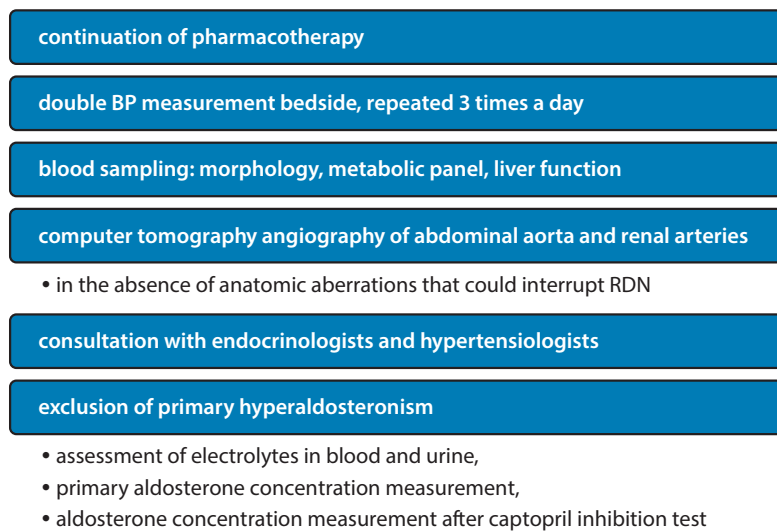 continuation of pharmacotherapy
double BP measurement bedside, repeated 3 times a day
blood sampling: morphology, metabolic panel, liver function
computer tomography angiography of abdominal aorta and renal arteries
• in the absence of anatomic aberrations that could interrupt RDN
consultation with endocrinologists and hypertensiologists
exclusion of primary hyperaldosteronism
• assessment of electrolytes in blood and urine,
• primary aldosterone concentration measurement,
• aldosterone concentration measurement after captopril inhibition test